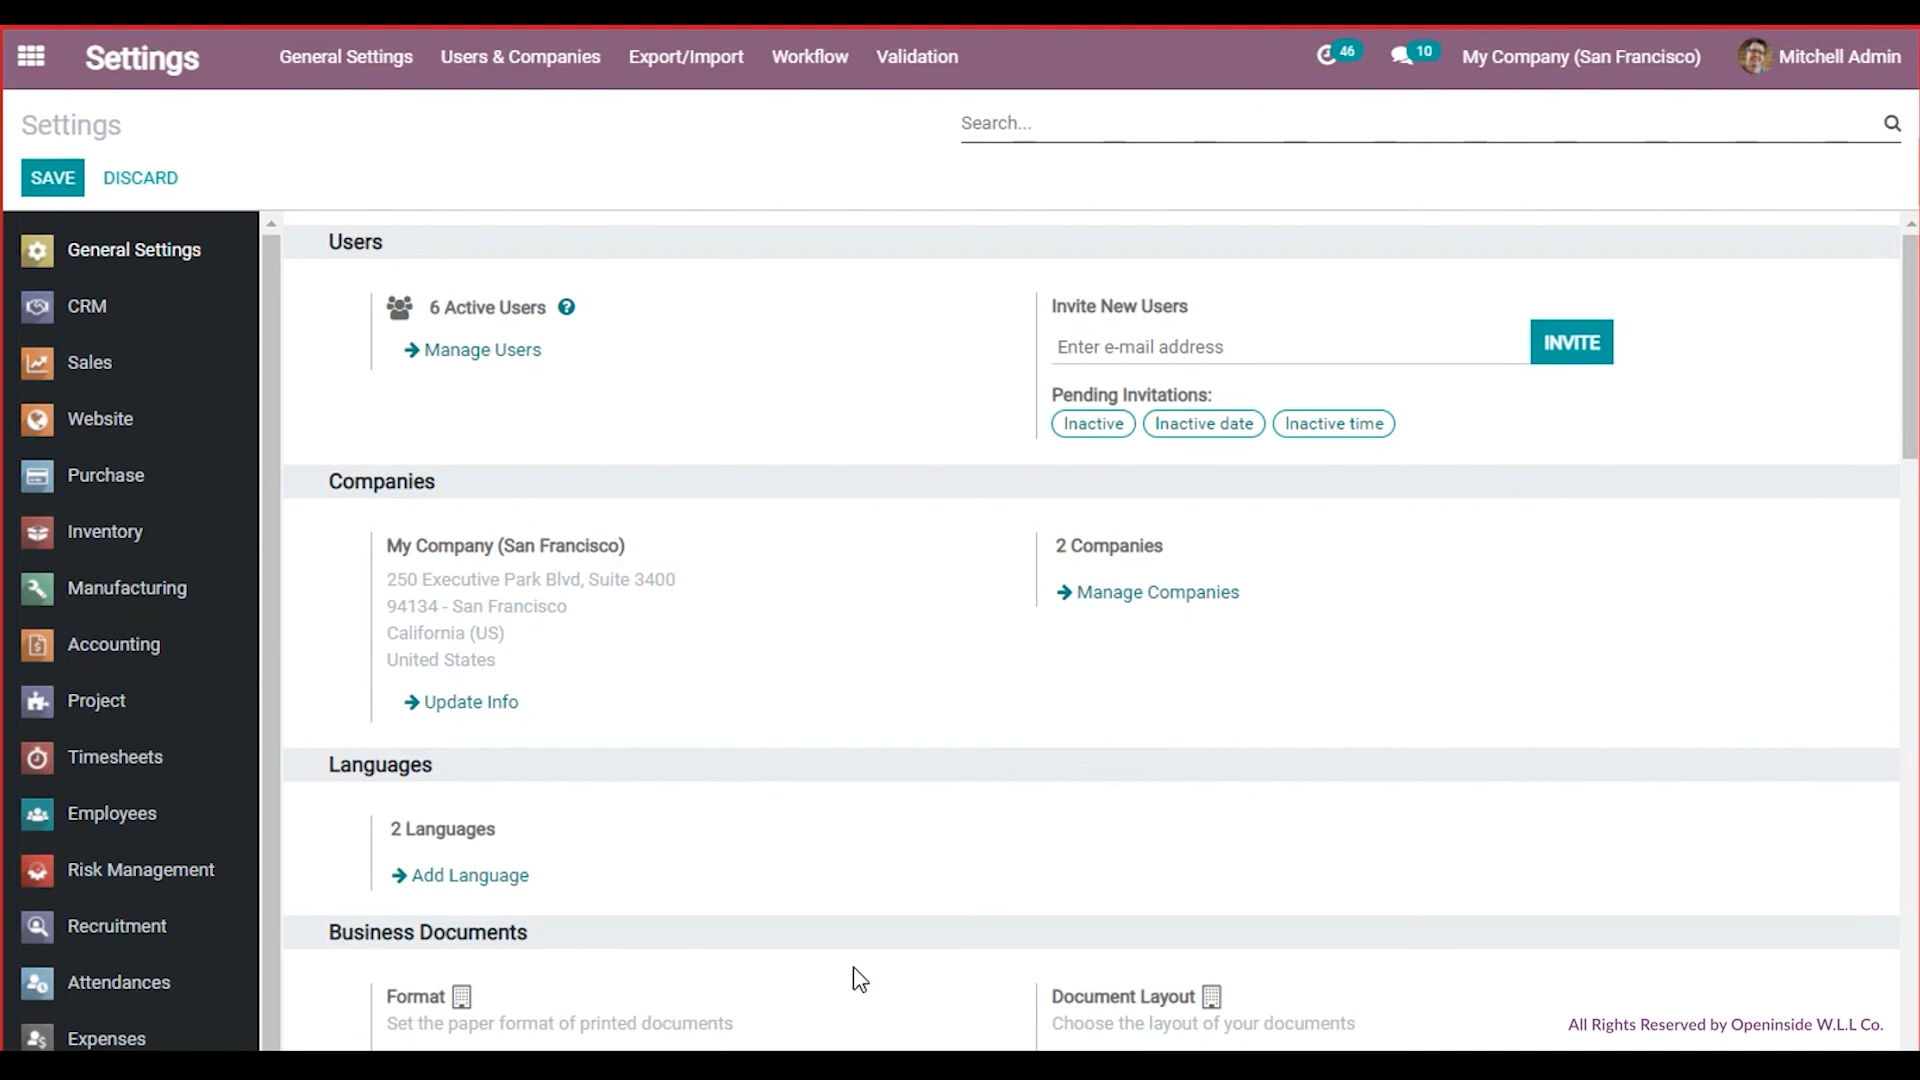 Settings General Settings Users & Companies Export/Import Workflow Validation 46 10 My Company (San Francisco) Mitchell Admin
Settings Search...
SAVE DISCARD
General Settings
CRM
Sales
Website
Purchase
Inventory
Manufacturing
Accounting
Project
Timesheets
Employees
Risk Management
Recruitment
Attendances
Expenses
Users
6 Active Users ?
Manage Users
Invite New Users
Enter e-mail address INVITE
Pending Invitations:
Inactive Inactive date Inactive time
Companies
My Company (San Francisco)
250 Executive Park Blvd, Suite 3400
94134 - San Francisco
California (US)
United States
Update Info
2 Companies
Manage Companies
Languages
2 Languages
Add Language
Business Documents
Format
Set the paper format of printed documents
Document Layout
Choose the layout of your documents
All Rights Reserved by Openinside W.L.L Co.